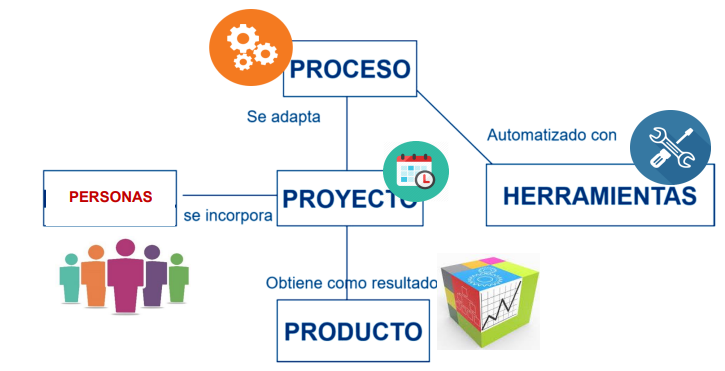 PROCESO
Se adapta
Automatizado con
PERSONAS
se incorpora
PROYECTO
HERRAMIENTAS
Obtiene como resultado
PRODUCTO